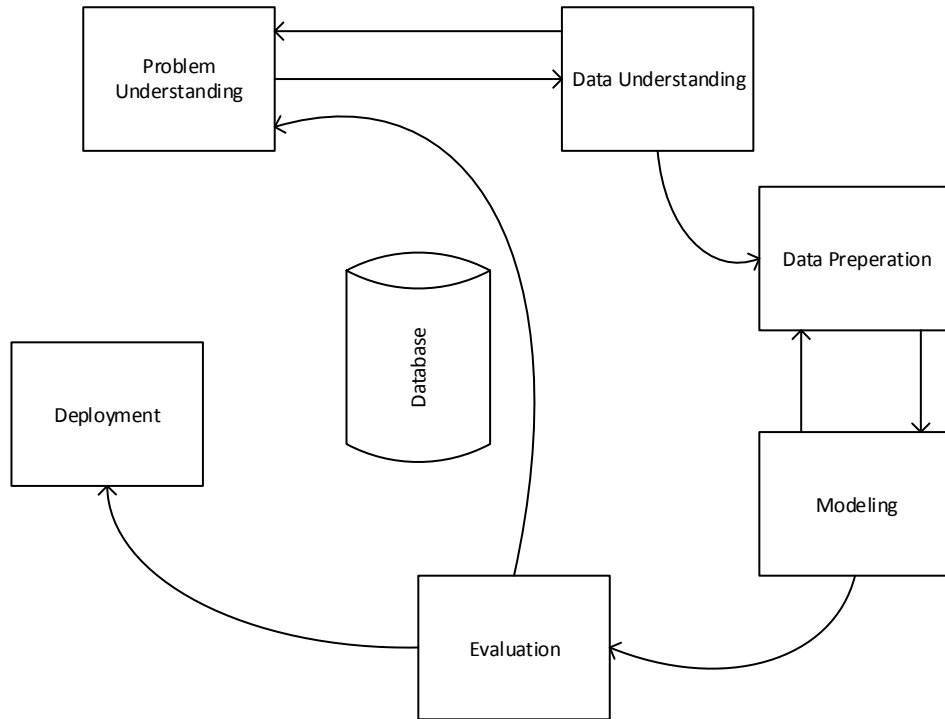 Problem
Understanding
Data Understanding
Data Preperation
Database
Deployment
Modeling
Evaluation